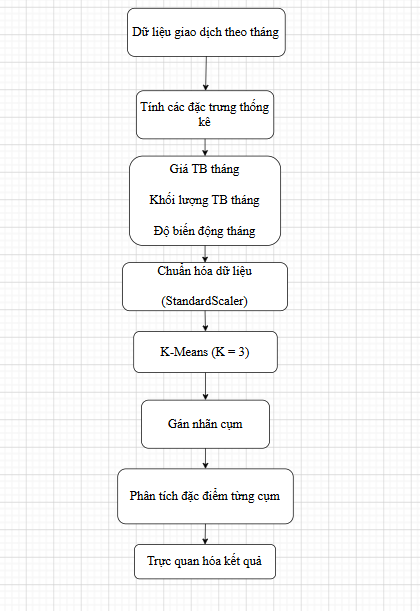 Dữ liệu giao dịch theo tháng
Tính các đặc trưng thống
kê
Giá TB tháng
Khối lượng TB tháng
Độ biến động tháng
Chuẩn hóa dữ liệu
(StandardScaler)
K-Means (K = 3)
Gán nhãn cụm
Phân tích đặc điểm từng cụm
Trực quan hóa kết quả